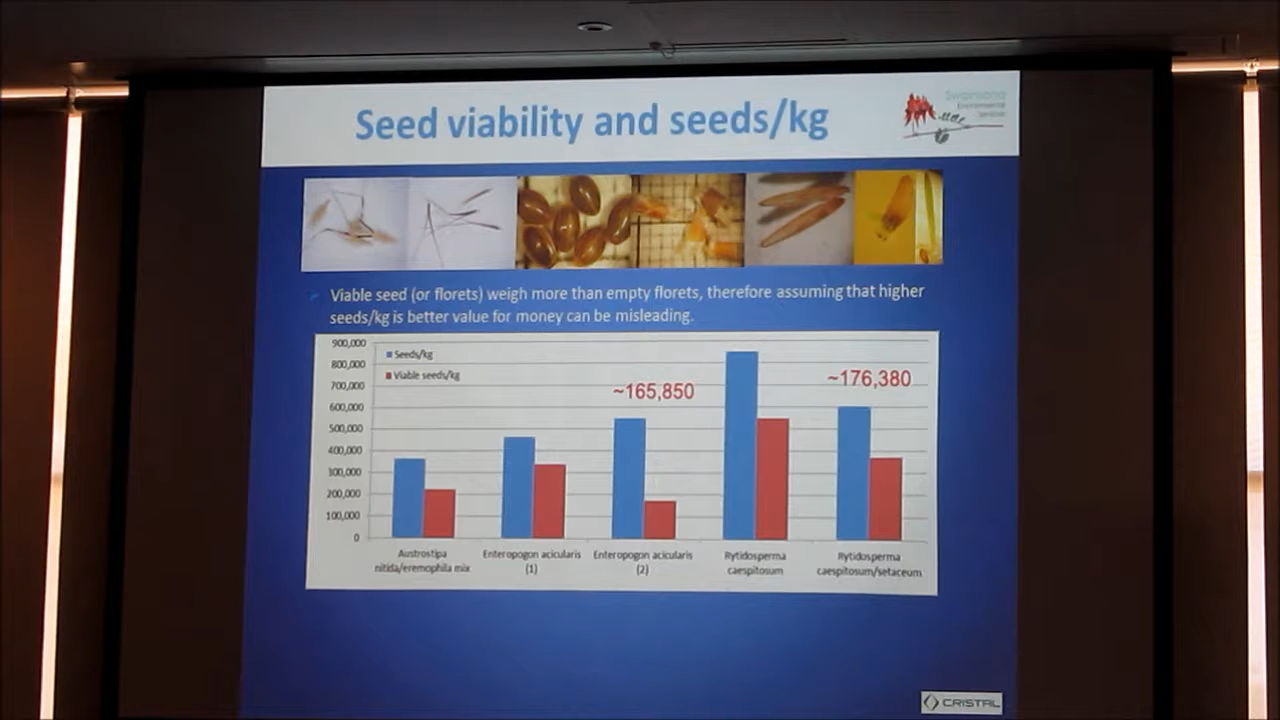 Seed viability and seeds/kg
Swainsona
Environmental
Services
Viable seed (or florets) weigh more than empty florets, therefore assuming that higher
seeds/kg is better value for money can be misleading.
900,000
800,000
700,000
600,000
500,000
400,000
300,000
200,000
100,000
0
Seeds/kg
Viable seeds/kg
~165,850
~176,380
Austrostipa
nitida/eremophila mix
Enteropogon acicularis
(1)
Enteropogon acicularis
(2)
Rytidosperma
caespitosum
Rytidosperma
caespitosum/setaceum
CRISTAL